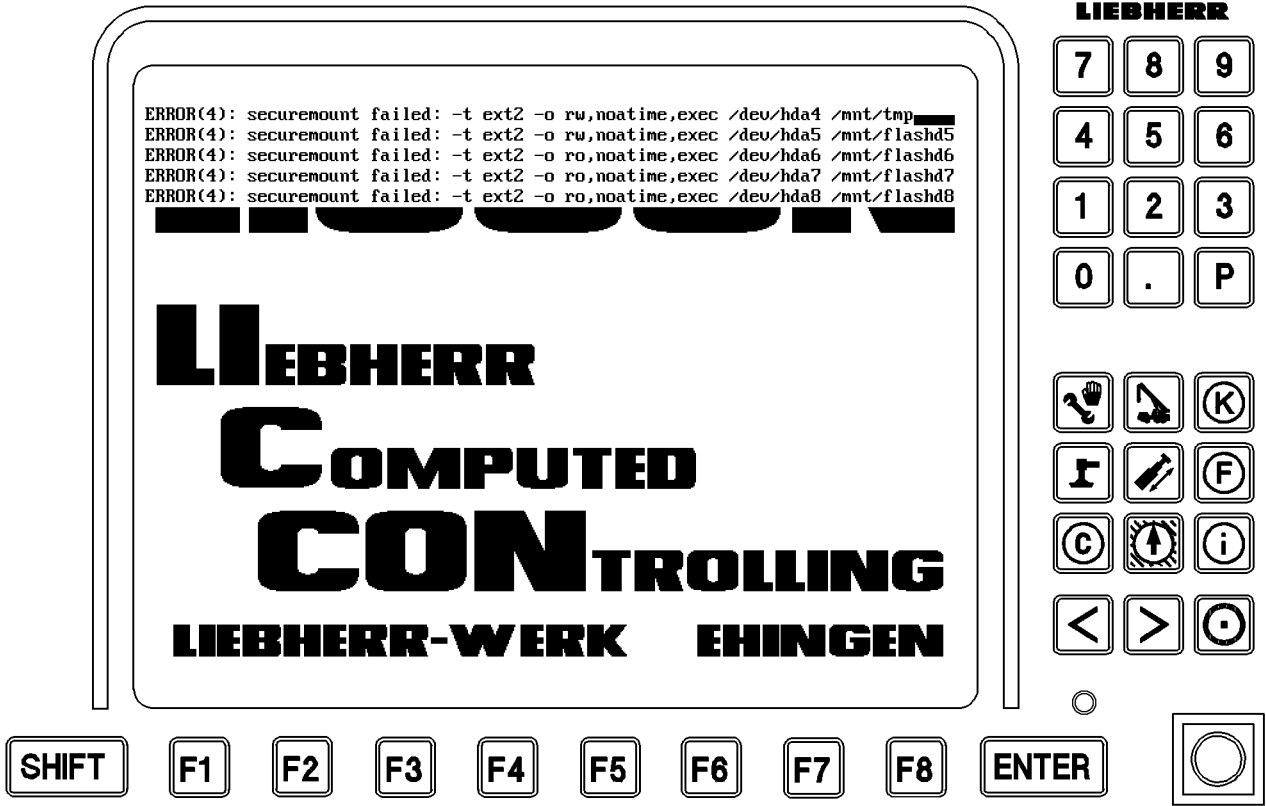 LIEBHERR
7 8 9
ERROR(4): securemount failed: -t ext2 -o rw,noatime,exec /dev/hda4 /mnt/tmp
ERROR(4): securemount failed: -t ext2 -o rw,noatime,exec /dev/hda5 /mnt/flashd5
ERROR(4): securemount failed: -t ext2 -o ro,noatime,exec /dev/hda6 /mnt/flashd6
ERROR(4): securemount failed: -t ext2 -o ro,noatime,exec /dev/hda7 /mnt/flashd7
ERROR(4): securemount failed: -t ext2 -o ro,noatime,exec /dev/hda8 /mnt/flashd8
4 5 6
1 2 3
0 . P
LIEBHERR
COMPUTED
CONTROLLING
LIEBHERR-WERK EHINGEN
K
F
C i
< >
SHIFT F1 F2 F3 F4 F5 F6 F7 F8 ENTER